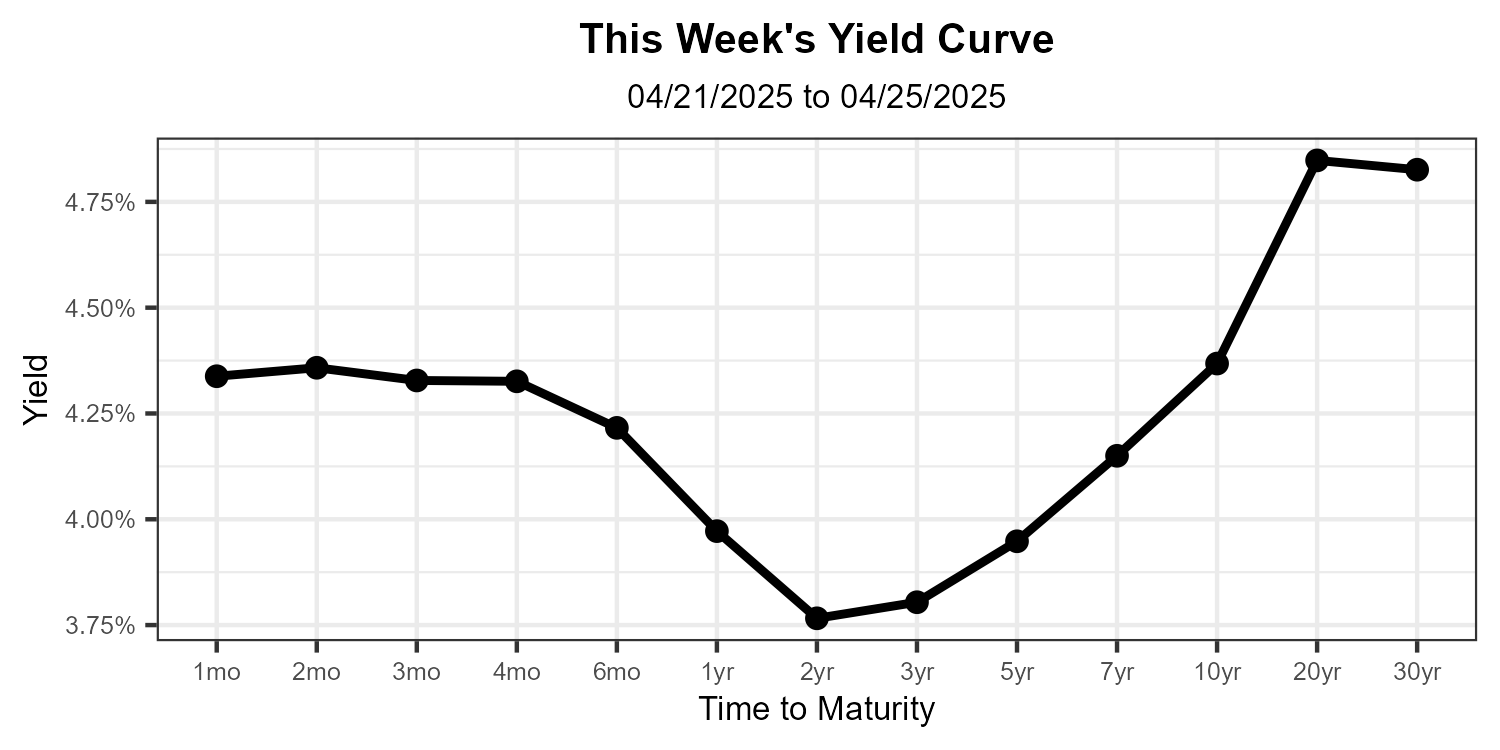 This Week's Yield Curve
04/21/2025 to 04/25/2025
Yield
4.75%
4.50%
4.25%
4.00%
3.75%
1mo 2mo 3mo 4mo 6mo 1yr 2yr 3yr 5yr 7yr 10yr 20yr 30yr
Time to Maturity